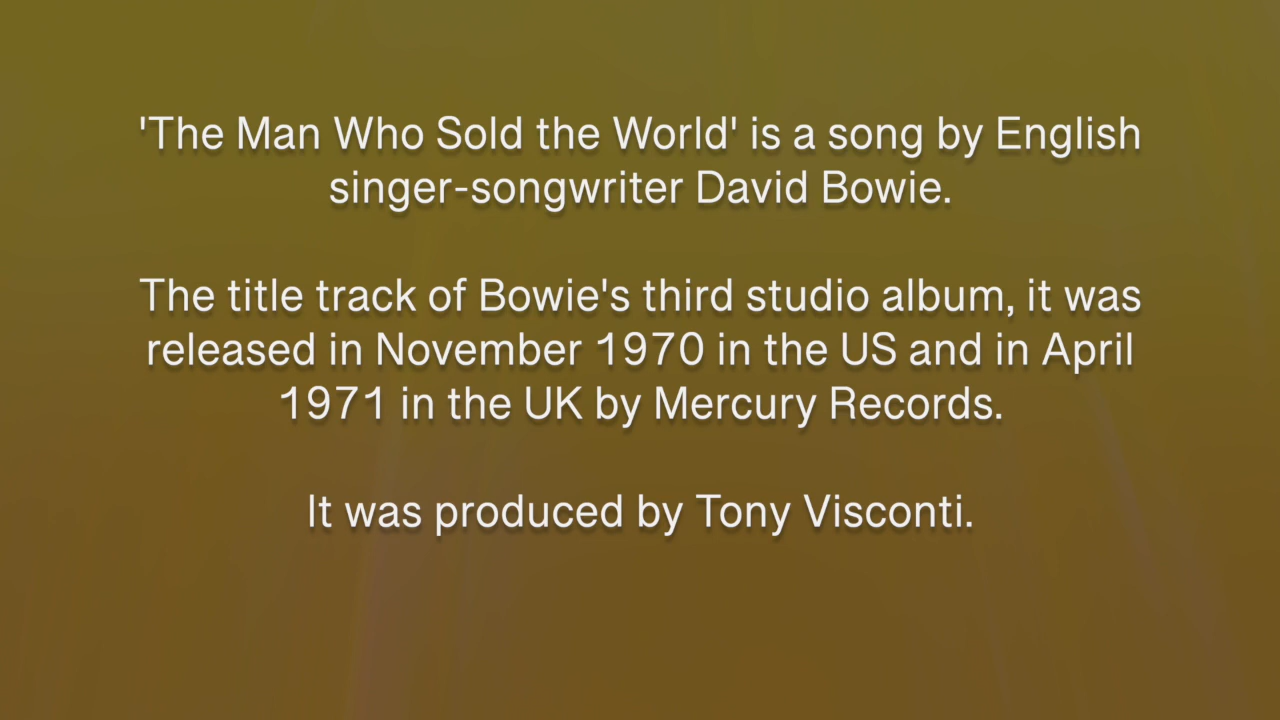 'The Man Who Sold the World' is a song by English
singer-songwriter David Bowie.
The title track of Bowie's third studio album, it was
released in November 1970 in the US and in April
1971 in the UK by Mercury Records.
It was produced by Tony Visconti.